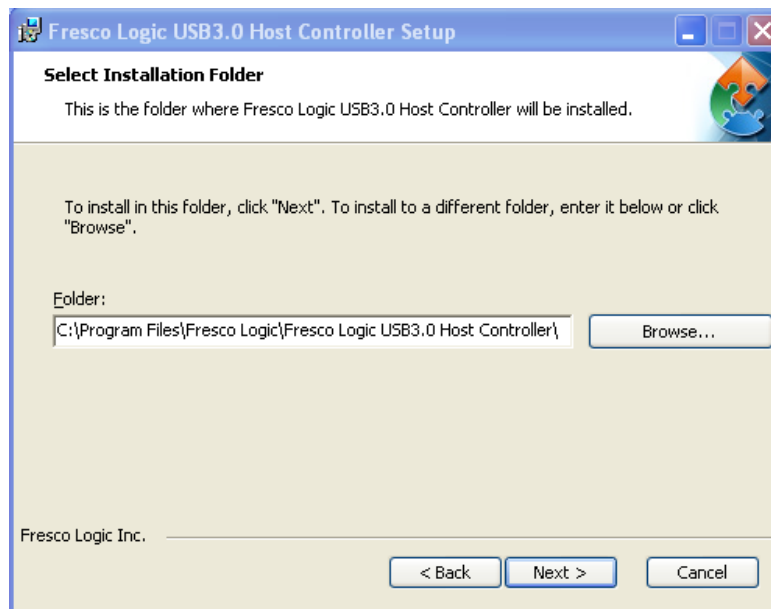 Fresco Logic USB3.0 Host Controller Setup
Select Installation Folder
This is the folder where Fresco Logic USB3.0 Host Controller will be installed.
To install in this folder, click "Next". To install to a different folder, enter it below or click
"Browse".
Folder:
C:\Program Files\Fresco Logic\Fresco Logic USB3.0 Host Controller\
Browse...
Fresco Logic Inc.
< Back
Next >
Cancel